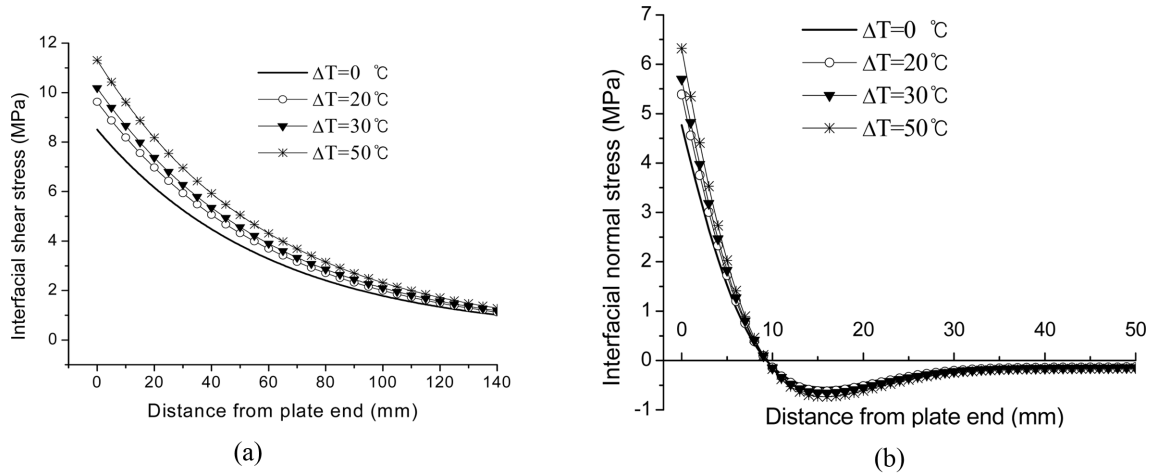 12
10
8
6
4
2
0
Interfacial shear stress (MPa)
ΔT=0 ℃
ΔT=20℃
ΔT=30℃
ΔT=50℃
0 20 40 60 80 100 120 140
Distance from plate end (mm)
(a)
7
6
5
4
3
2
1
0
-1
Interfacial normal stress (MPa)
ΔT=0 ℃
ΔT=20℃
ΔT=30℃
ΔT=50℃
0 10 20 30 40 50
Distance from plate end (mm)
(b)